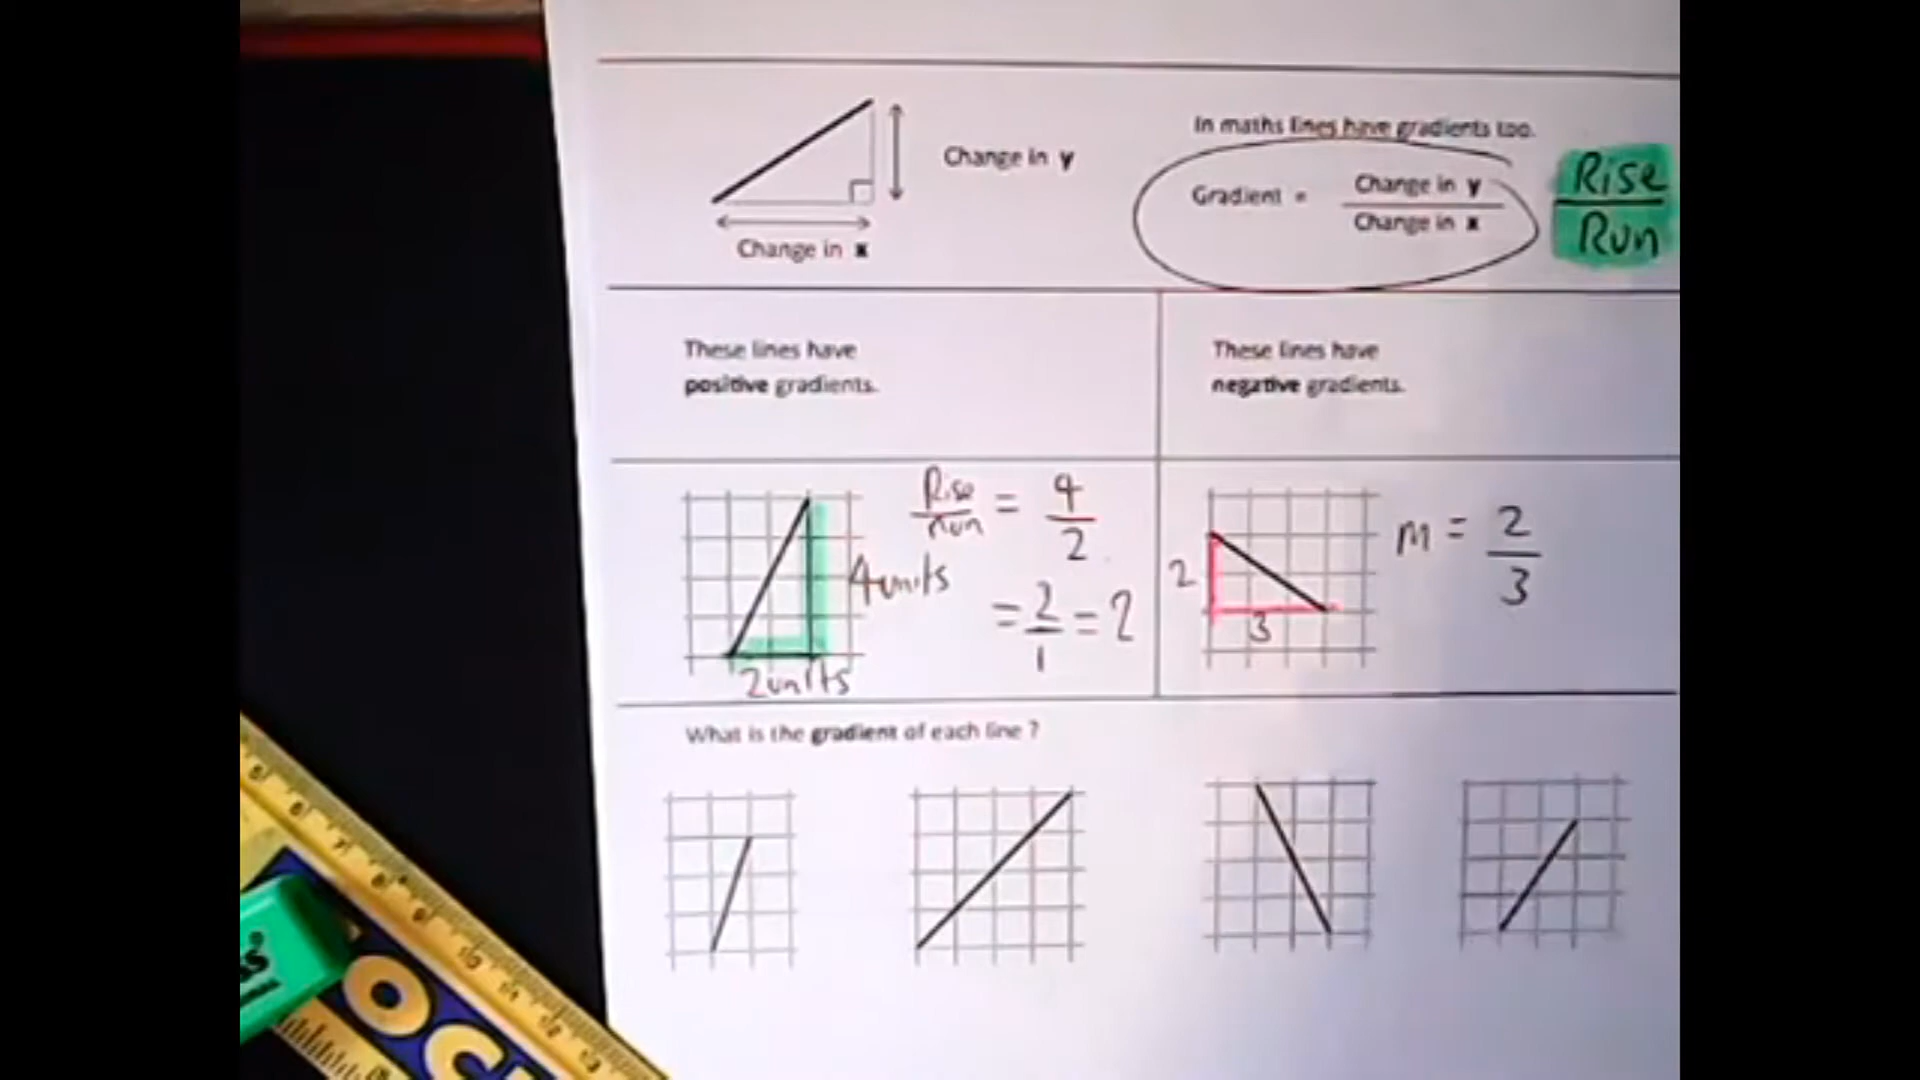 In maths lines have gradients too.
Change in y
Gradient = Change in y
Change in x
Rise
Run
Change in x
These lines have
positive gradients.
These lines have
negative gradients.
Rise
Run
= 4
2
4units
= 2
1
= 2
2units
2
3
m = 2
3
What is the gradient of each line ?